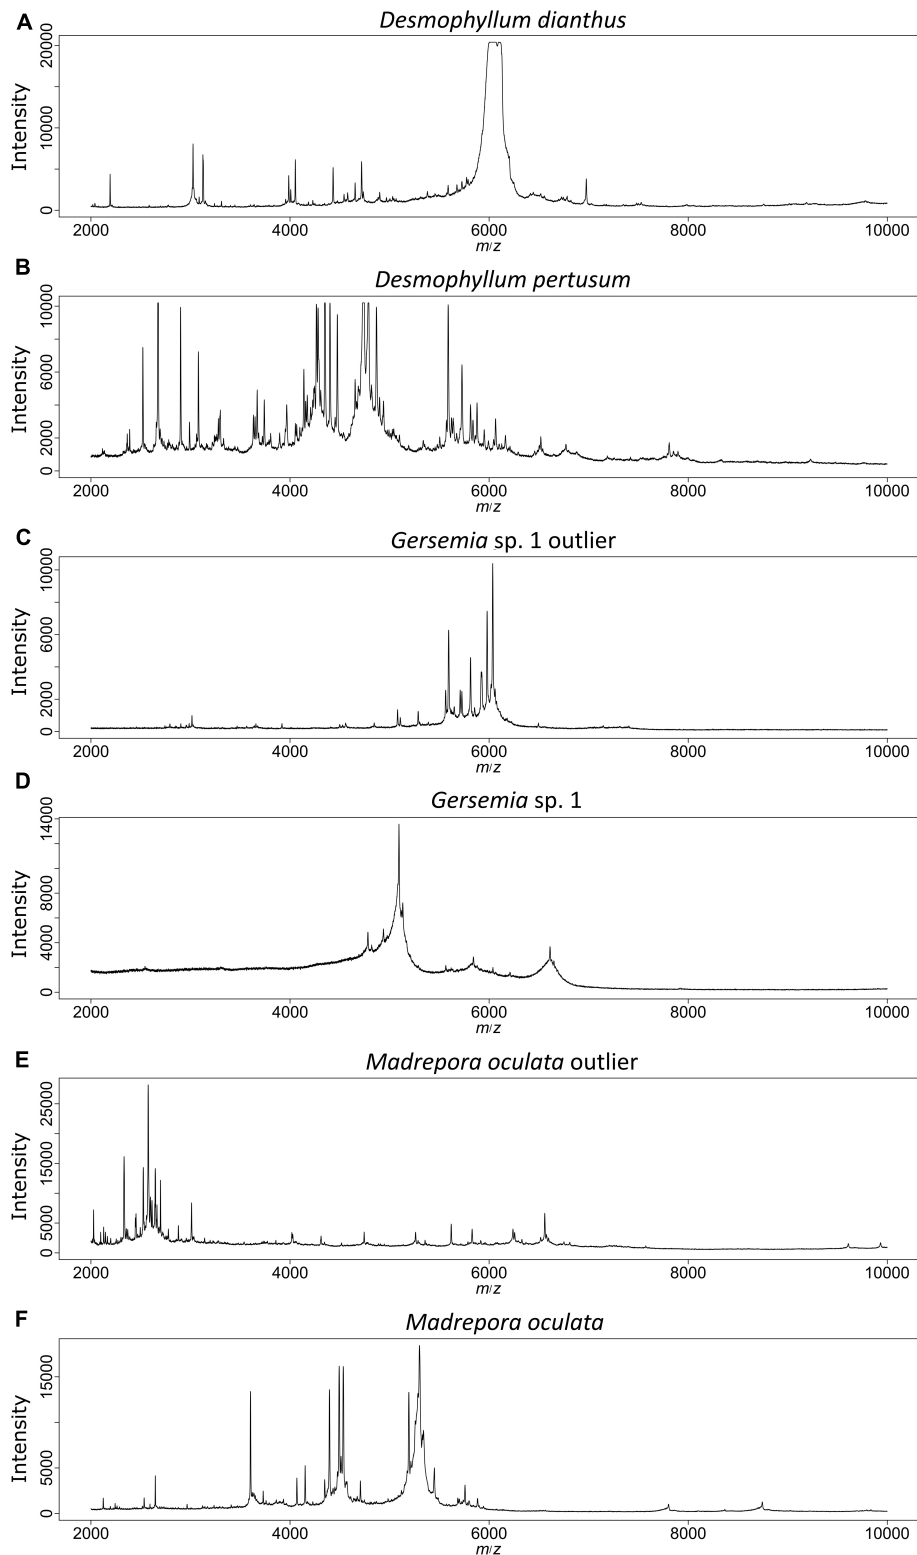 A
Desmophyllum dianthus
Intensity
0 10000 20000
2000 4000 6000 8000 10000
m/z
B
Desmophyllum pertusum
Intensity
0 2000 6000 10000
2000 4000 6000 8000 10000
m/z
C
Gersemia sp. 1 outlier
Intensity
0 2000 6000 10000
2000 4000 6000 8000 10000
m/z
D
Gersemia sp. 1
Intensity
0 4000 8000 14000
2000 4000 6000 8000 10000
m/z
E
Madrepora oculata outlier
Intensity
0 5000 15000 25000
2000 4000 6000 8000 10000
m/z
F
Madrepora oculata
Intensity
0 5000 15000
2000 4000 6000 8000 10000
m/z